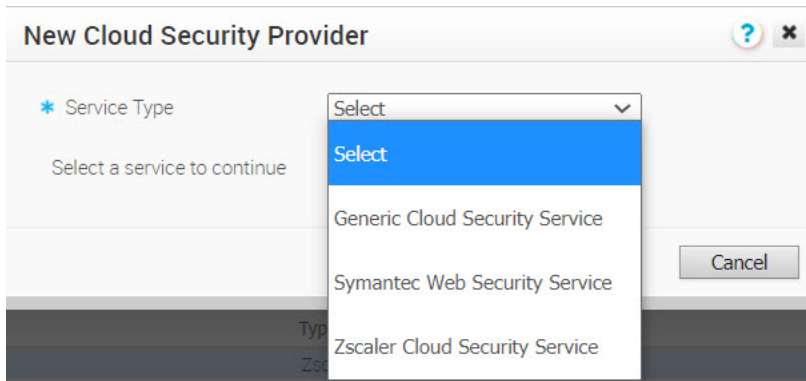 New Cloud Security Provider
?
* Service Type
Select
Select a service to continue
Select
Generic Cloud Security Service
Symantec Web Security Service
Zscaler Cloud Security Service
Cancel